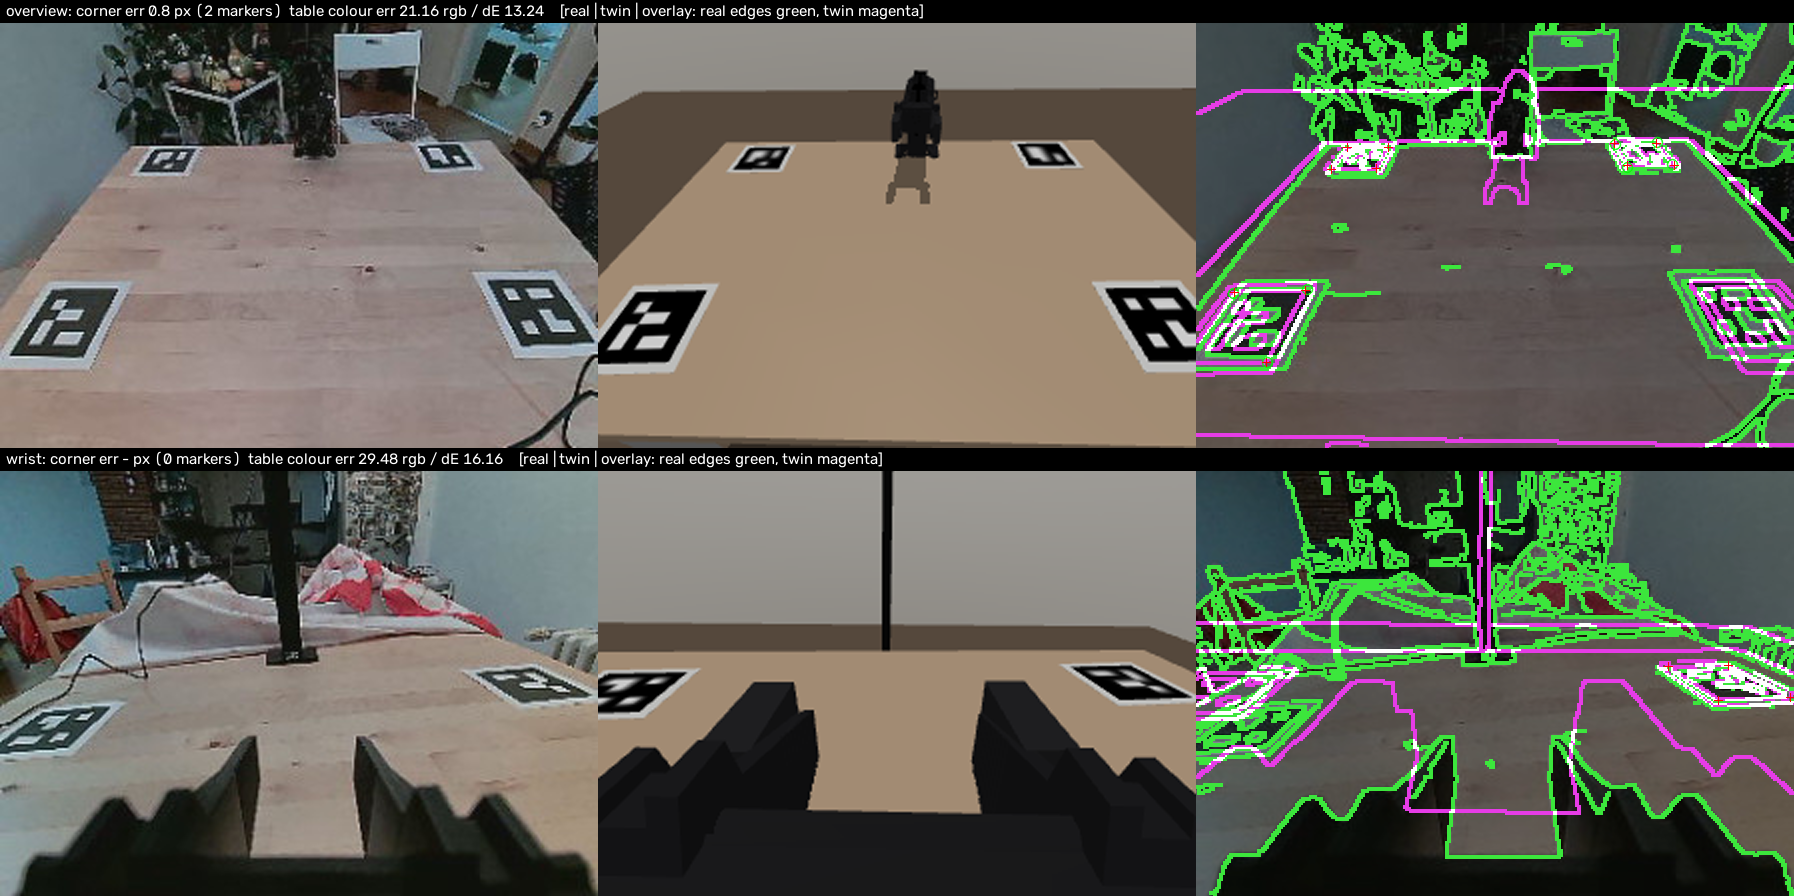 overview: corner err 0.8 px (2 markers) table colour err 21.16 rgb / dE 13.24 [real | twin | overlay: real edges green, twin magenta]
wrist: corner err - px (0 markers) table colour err 29.48 rgb / dE 16.16 [real | twin | overlay: real edges green, twin magenta]